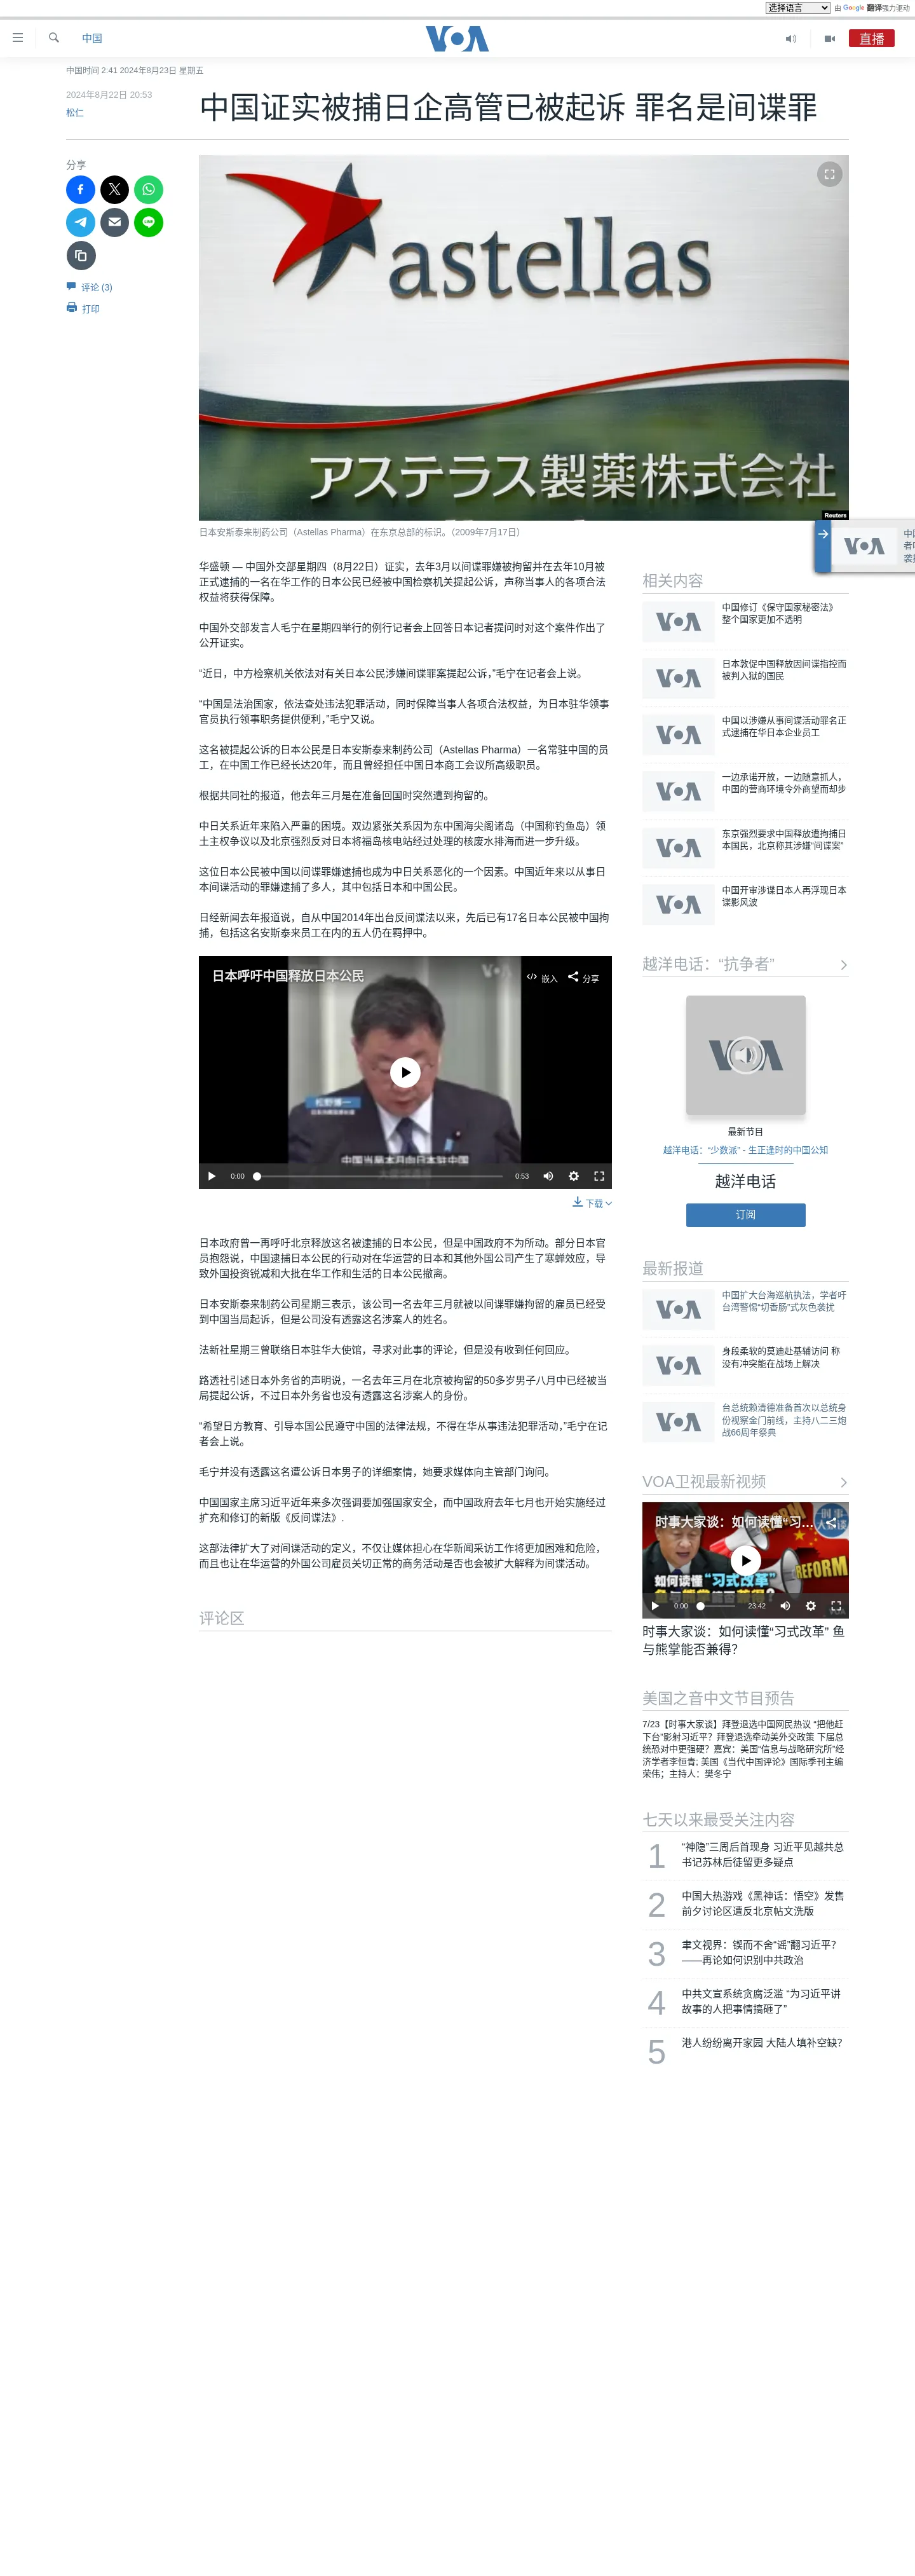 选择语言 由 Google 翻译强力驱动
中国
VOA
直播
中国时间 2:41 2024年8月23日 星期五
2024年8月22日 20:53
松仁
中国证实被捕日企高管已被起诉 罪名是间谍罪
分享
评论 (3)
打印
astellas
アステラス製薬株式会社
Reuters
日本安斯泰来制药公司（Astellas Pharma）在东京总部的标识。（2009年7月17日）
华盛顿 — 中国外交部星期四（8月22日）证实，去年3月以间谍罪嫌被拘留并在去年10月被
正式逮捕的一名在华工作的日本公民已经被中国检察机关提起公诉，声称当事人的各项合法
权益将获得保障。
中国外交部发言人毛宁在星期四举行的例行记者会上回答日本记者提问时对这个案件作出了
公开证实。
“近日，中方检察机关依法对有关日本公民涉嫌间谍罪案提起公诉，”毛宁在记者会上说。
“中国是法治国家，依法查处违法犯罪活动，同时保障当事人各项合法权益，为日本驻华领事
官员执行领事职务提供便利，”毛宁又说。
这名被提起公诉的日本公民是日本安斯泰来制药公司（Astellas Pharma）一名常驻中国的员
工，在中国工作已经长达20年，而且曾经担任中国日本商工会议所高级职员。
根据共同社的报道，他去年三月是在准备回国时突然遭到拘留的。
中日关系近年来陷入严重的困境。双边紧张关系因为东中国海尖阁诸岛（中国称钓鱼岛）领
土主权争议以及北京强烈反对日本将福岛核电站经过处理的核废水排海而进一步升级。
这位日本公民被中国以间谍罪嫌逮捕也成为中日关系恶化的一个因素。中国近年来以从事日
本间谍活动的罪嫌逮捕了多人，其中包括日本和中国公民。
日经新闻去年报道说，自从中国2014年出台反间谍法以来，先后已有17名日本公民被中国拘
捕，包括这名安斯泰来员工在内的五人仍在羁押中。
日本呼吁中国释放日本公民
嵌入 分享
VOA
松野博一
0:00 0:53
下载
日本政府曾一再呼吁北京释放这名被逮捕的日本公民，但是中国政府不为所动。部分日本官
员抱怨说，中国逮捕日本公民的行动对在华运营的日本和其他外国公司产生了寒蝉效应，导
致外国投资锐减和大批在华工作和生活的日本公民撤离。
日本安斯泰来制药公司星期三表示，该公司一名去年三月就被以间谍罪嫌拘留的雇员已经受
到中国当局起诉，但是公司没有透露这名涉案人的姓名。
法新社星期三曾联络日本驻华大使馆，寻求对此事的评论，但是没有收到任何回应。
路透社引述日本外务省的声明说，一名去年三月在北京被拘留的50多岁男子八月中已经被当
局提起公诉，不过日本外务省也没有透露这名涉案人的身份。
“希望日方教育、引导本国公民遵守中国的法律法规，不得在华从事违法犯罪活动，”毛宁在记
者会上说。
毛宁并没有透露这名遭公诉日本男子的详细案情，她要求媒体向主管部门询问。
中国国家主席习近平近年来多次强调要加强国家安全，而中国政府去年七月也开始实施经过
扩充和修订的新版《反间谍法》.
这部法律扩大了对间谍活动的定义，不仅让媒体担心在华新闻采访工作将更加困难和危险，
而且也让在华运营的外国公司雇员关切正常的商务活动是否也会被扩大解释为间谍活动。
评论区
相关内容
中国修订《保守国家秘密法》
整个国家更加不透明
日本敦促中国释放因间谍指控而
被判入狱的国民
中国以涉嫌从事间谍活动罪名正
式逮捕在华日本企业员工
一边承诺开放，一边随意抓人，
中国的营商环境令外商望而却步
东京强烈要求中国释放遭拘捕日
本国民，北京称其涉嫌“间谍案”
中国开审涉谍日本人再浮现日本
谍影风波
越洋电话：“抗争者”
最新节目
越洋电话：“少数派” - 生正逢时的中国公知
越洋电话
订阅
最新报道
中国扩大台海巡航执法，学者吁
台湾警惕“切香肠”式灰色袭扰
身段柔软的莫迪赴基辅访问 称
没有冲突能在战场上解决
台总统赖清德准备首次以总统身
份视察金门前线，主持八二三炮
战66周年祭典
VOA卫视最新视频
时事大家谈：如何读懂“习...
REFORM
如何读懂“习式改革”
0:00 23:42
时事大家谈：如何读懂“习式改革” 鱼
与熊掌能否兼得？
美国之音中文节目预告
7/23【时事大家谈】拜登退选中国网民热议 “把他赶
下台”影射习近平？拜登退选牵动美外交政策 下届总
统恐对中更强硬？嘉宾：美国“信息与战略研究所”经
济学者李恒青; 美国《当代中国评论》国际季刊主编
荣伟；主持人：樊冬宁
七天以来最受关注内容
1 “神隐”三周后首现身 习近平见越共总
书记苏林后徒留更多疑点
2 中国大热游戏《黑神话：悟空》发售
前夕讨论区遭反北京帖文洗版
3 聿文视界：锲而不舍“谣”翻习近平？
——再论如何识别中共政治
4 中共文宣系统贪腐泛滥 “为习近平讲
故事的人把事情搞砸了”
5 港人纷纷离开家园 大陆人填补空缺？